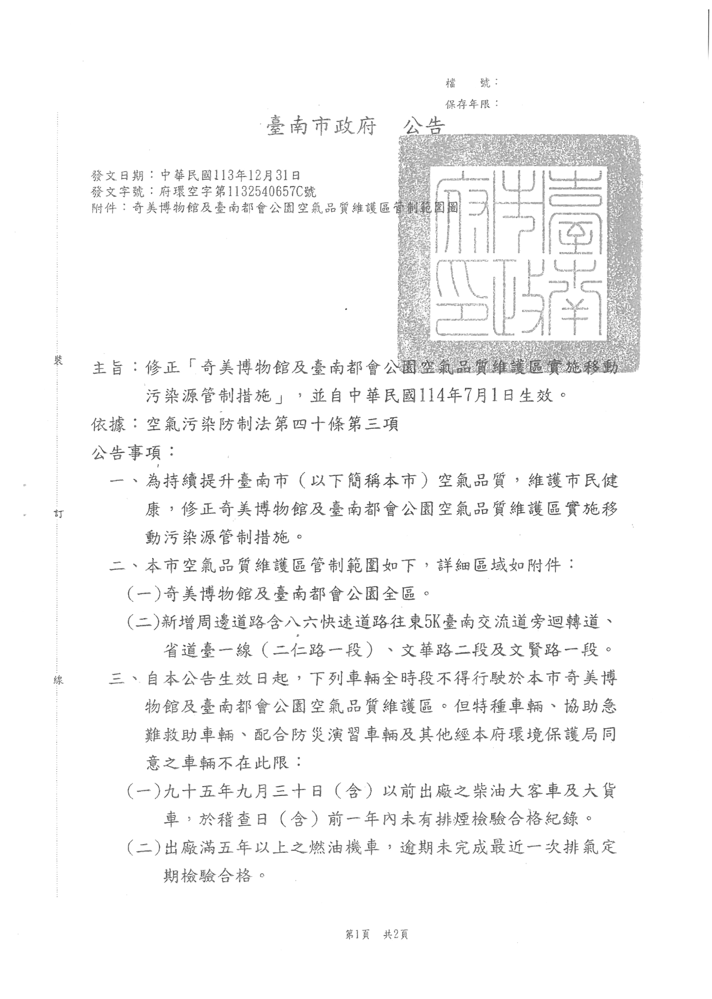 檔　　號：
保存年限：
臺南市政府　公告
發文日期：中華民國113年12月31日
發文字號：府環空字第1132540657C號
附件：奇美博物館及臺南都會公園空氣品質維護區管制範圍圖
臺南市政府印
主旨：修正「奇美博物館及臺南都會公園空氣品質維護區實施移動
污染源管制措施」，並自中華民國114年7月1日生效。
依據：空氣污染防制法第四十條第三項
公告事項：
一、為持續提升臺南市（以下簡稱本市）空氣品質，維護市民健
康，修正奇美博物館及臺南都會公園空氣品質維護區實施移
動污染源管制措施。
二、本市空氣品質維護區管制範圍如下，詳細區域如附件：
(一)奇美博物館及臺南都會公園全區。
(二)新增周邊道路含八六快速道路往東5K臺南交流道旁迴轉道、
省道臺一線（二仁路一段）、文華路二段及文賢路一段。
三、自本公告生效日起，下列車輛全時段不得行駛於本市奇美博
物館及臺南都會公園空氣品質維護區。但特種車輛、協助急
難救助車輛、配合防災演習車輛及其他經本府環境保護局同
意之車輛不在此限：
(一)九十五年九月三十日（含）以前出廠之柴油大客車及大貨
車，於稽查日（含）前一年內未有排煙檢驗合格紀錄。
(二)出廠滿五年以上之燃油機車，逾期未完成最近一次排氣定
期檢驗合格。
裝
訂
線
第1頁　共2頁